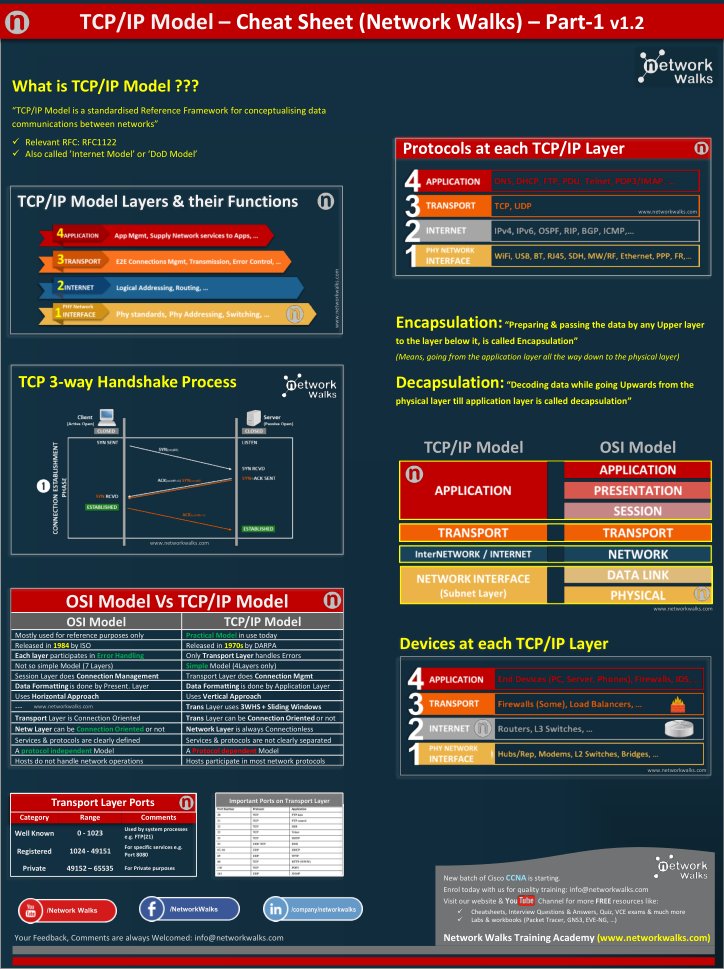 TCP/IP Model – Cheat Sheet (Network Walks) – Part-1 v1.2
network
Walks
What is TCP/IP Model ???
“TCP/IP Model is a standardised Reference Framework for conceptualising data
communications between networks”
✓ Relevant RFC: RFC1122
✓ Also called ‘Internet Model’ or ‘DoD Model’
TCP/IP Model Layers & their Functions
4 APPLICATION App Mgmt, Supply Network services to Apps, ...
3 TRANSPORT E2E Connections Mgmt, Transmission, Error Control, ...
2 INTERNET Logical Addressing, Routing, ...
PHY Network
1 INTERFACE Phy standards, Phy Addressing, Switching, ...
www.networkwalks.com
TCP 3-way Handshake Process
network
Walks
Client
(Active Open)
Server
(Passive Open)
CLOSED
CLOSED
SYN SENT
LISTEN
SYN
SYN RCVD
SYN+ACK SENT
ACK SYN
SYN RCVD
ESTABLISHED
ACK
ESTABLISHED
1
CONNECTION ESTABLISHMENT
PHASE
www.networkwalks.com
OSI Model Vs TCP/IP Model
OSI Model TCP/IP Model
Mostly used for reference purposes only Practical Model in use today
Released in 1984 by ISO Released in 1970s by DARPA
Each layer participates in Error Handling Only Transport Layer handles Errors
Not so simple Model (7 Layers) Simple Model (4Layers only)
Session Layer does Connection Management Transport Layer does Connection Mgmt
Data Formatting is done by Present. Layer Data Formatting is done by Application Layer
Uses Horizontal Approach Uses Vertical Approach
--- www.networkwalks.com Trans Layer uses 3WHS + Sliding Windows
Transport Layer is Connection Oriented Trans Layer can be Connection Oriented or not
Netw Layer can be Connection Oriented or not Network Layer is always Connectionless
Services & protocols are clearly defined Services & protocols are not clearly separated
A protocol independent Model A Protocol dependent Model
Hosts do not handle network operations Hosts participate in most network protocols
Transport Layer Ports
Category Range Comments
Well Known 0 - 1023 Used by system processes
e.g. FTP(21)
Registered 1024 - 49151 For specific services e.g.
Port 8080
Private 49152 – 65535 For Private purposes
Important Ports on Transport Layer
/Network Walks
/NetworkWalks
/company/networkwalks
Your Feedback, Comments are always Welcomed: info@networkwalks.com
Protocols at each TCP/IP Layer
4 APPLICATION DNS, DHCP, FTP, PDU, Telnet, POP3/IMAP, ...
3 TRANSPORT TCP, UDP
www.networkwalks.com
2 INTERNET IPv4, IPv6, OSPF, RIP, BGP, ICMP,...
1 PHY NETWORK
INTERFACE WiFi, USB, BT, RJ45, SDH, MW/RF, Ethernet, PPP, FR,...
Encapsulation: “Preparing & passing the data by any Upper layer
to the layer below it, is called Encapsulation”
(Means, going from the application layer all the way down to the physical layer)
Decapsulation: “Decoding data while going Upwards from the
physical layer till application layer is called decapsulation”
TCP/IP Model OSI Model
APPLICATION
APPLICATION
PRESENTATION
SESSION
TRANSPORT TRANSPORT
InterNETWORK / INTERNET NETWORK
NETWORK INTERFACE
(Subnet Layer)
DATA LINK
PHYSICAL
www.networkwalks.com
Devices at each TCP/IP Layer
4 APPLICATION End Devices (PC, Server, Phones), Firewalls, IDS, ...
3 TRANSPORT Firewalls (Some), Load Balancers, ...
2 INTERNET Routers, L3 Switches, ...
1 PHY NETWORK
INTERFACE Hubs/Rep, Modems, L2 Switches, Bridges, ...
www.networkwalks.com
network
Walks
New batch of Cisco CCNA is starting.
Enrol today with us for quality training: info@networkwalks.com
Visit our website & YouTube Channel for more FREE resources like:
✓ Cheatsheets, Interview Questions & Answers, Quiz, VCE exams & much more
✓ Labs & workbooks (Packet Tracer, GNS3, EVE-NG, ...)
Network Walks Training Academy (www.networkwalks.com)